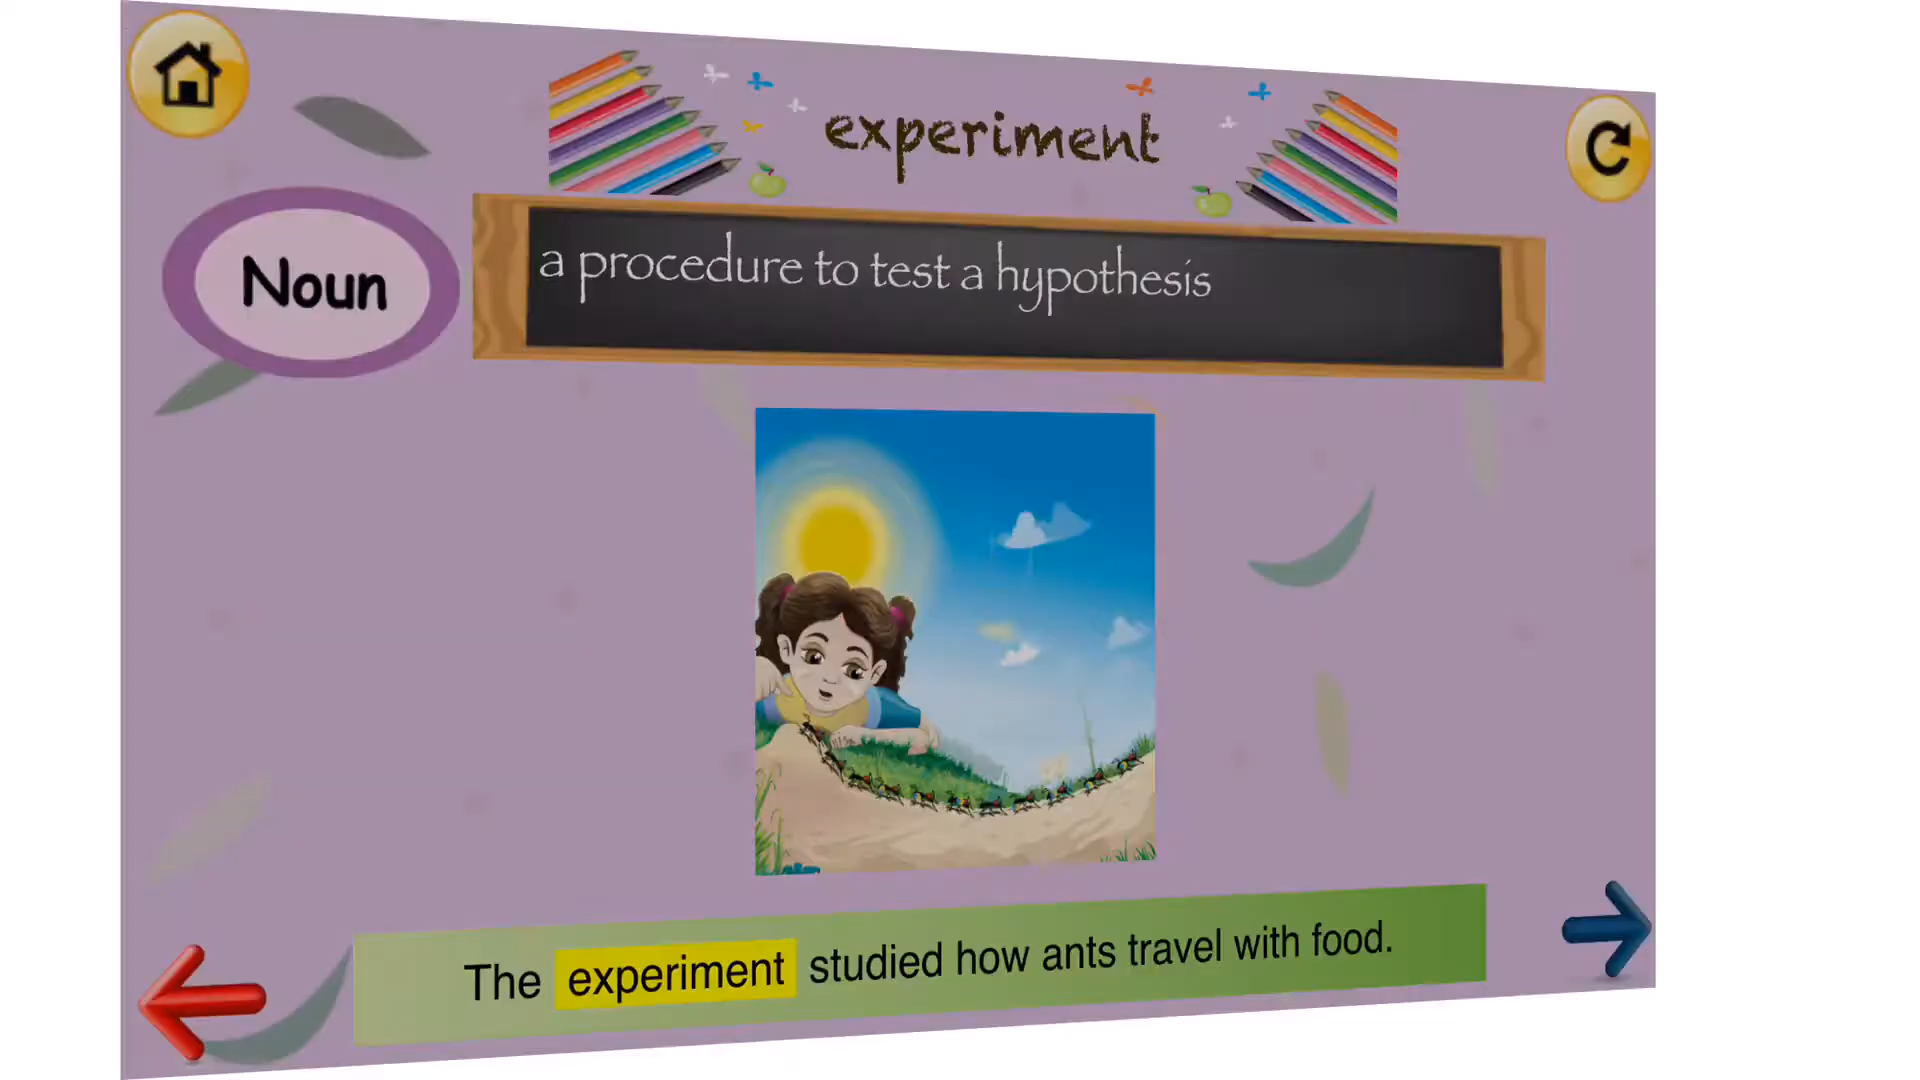 experiment
Noun
a procedure to test a hypothesis
The experiment studied how ants travel with food.